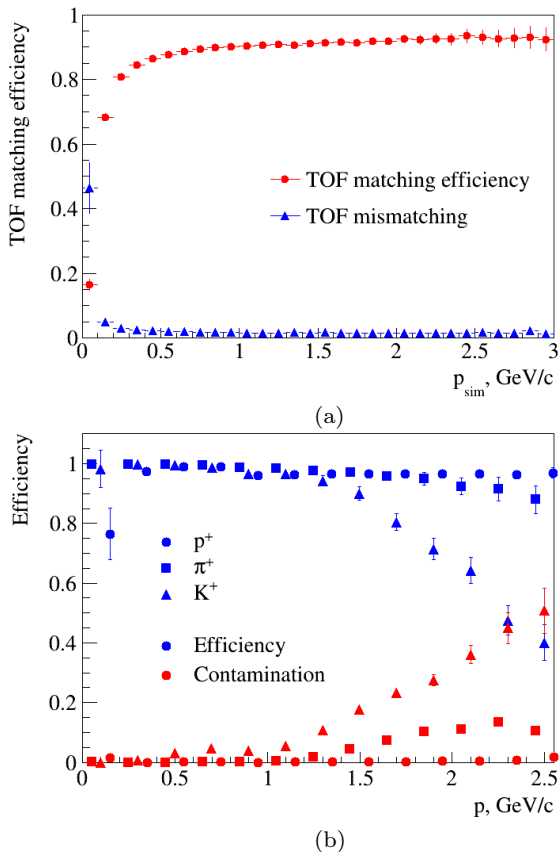 TOF matching efficiency
1
0.8
0.6
0.4
0.2
0
TOF matching efficiency
TOF mismatching
0 0.5 1 1.5 2 2.5 3
p_sim, GeV/c
(a)
Efficiency
1
0.8
0.6
0.4
0.2
0
p⁺
π⁺
K⁺
Efficiency
Contamination
0 0.5 1 1.5 2 2.5
p, GeV/c
(b)